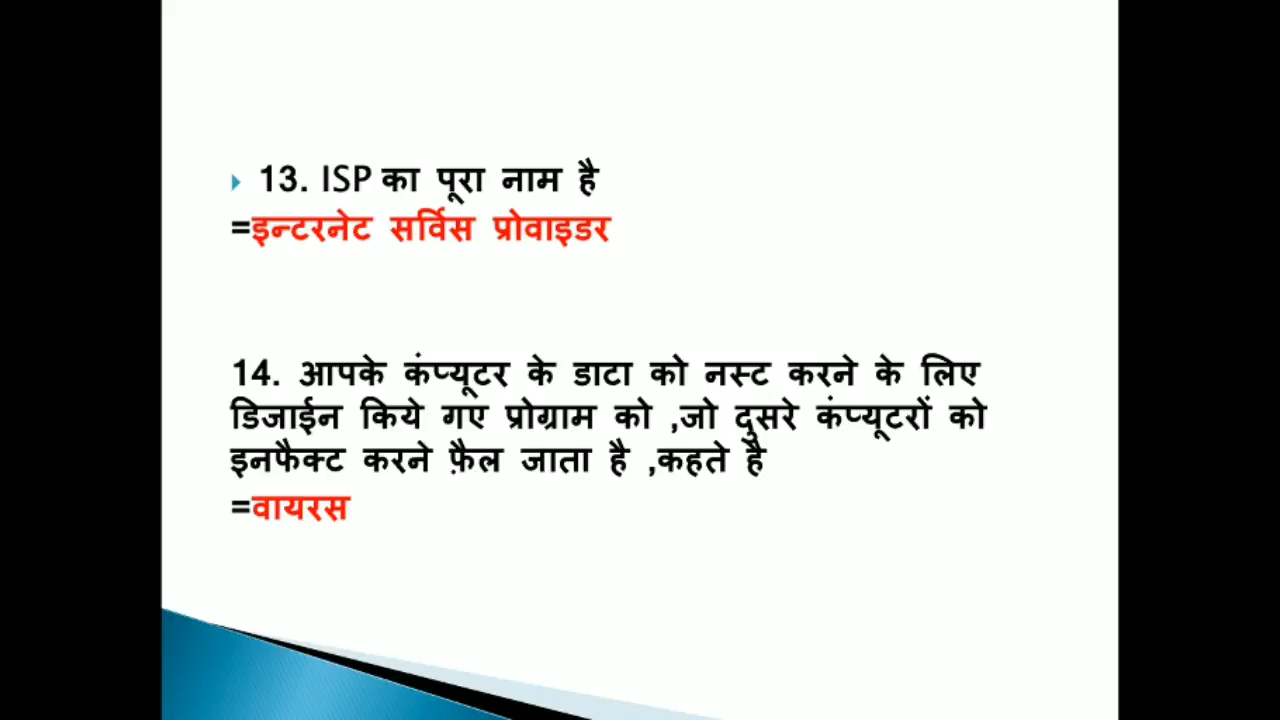 13. ISP का पूरा नाम है
=इन्टरनेट सर्विस प्रोवाइडर
14. आपके कंप्यूटर के डाटा को नस्ट करने के लिए
डिजाईन किये गए प्रोग्राम को ,जो दुसरे कंप्यूटरों को
इनफैक्ट करने फ़ैल जाता है ,कहते है
=वायरस